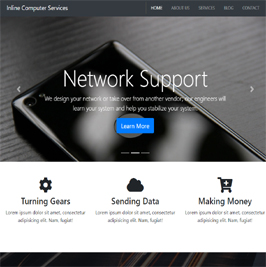 Inline Computer Services
HOME ABOUT US SERVICES BLOG CONTACT
Network Support
We design your network or take over from another vendor, our engineers will
learn your system and help you stabilize your system.
Learn More
Turning Gears
Lorem ipsum dolor sit amet, consectetur
adipisicing elit. Nam, fugiat!
Sending Data
Lorem ipsum dolor sit amet, consectetur
adipisicing elit. Nam, fugiat!
Making Money
Lorem ipsum dolor sit amet, consectetur
adipisicing elit. Nam, fugiat!